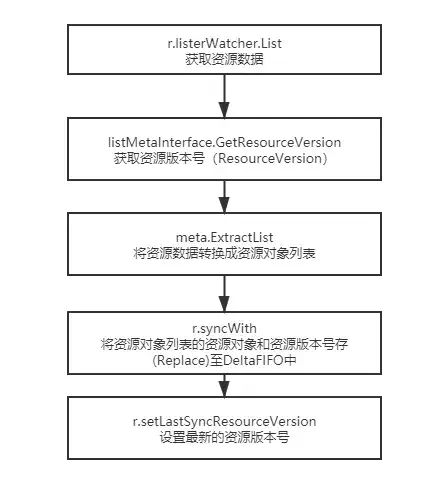 r.listerWatcher.List
获取资源数据
listMetaInterface.GetResourceVersion
获取资源版本号（ResourceVersion）
meta.ExtractList
将资源数据转换成资源对象列表
r.syncWith
将资源对象列表的资源对象和资源版本号存
(Replace)至DeltaFIFO中
r.setLastSyncResourceVersion
设置最新的资源版本号